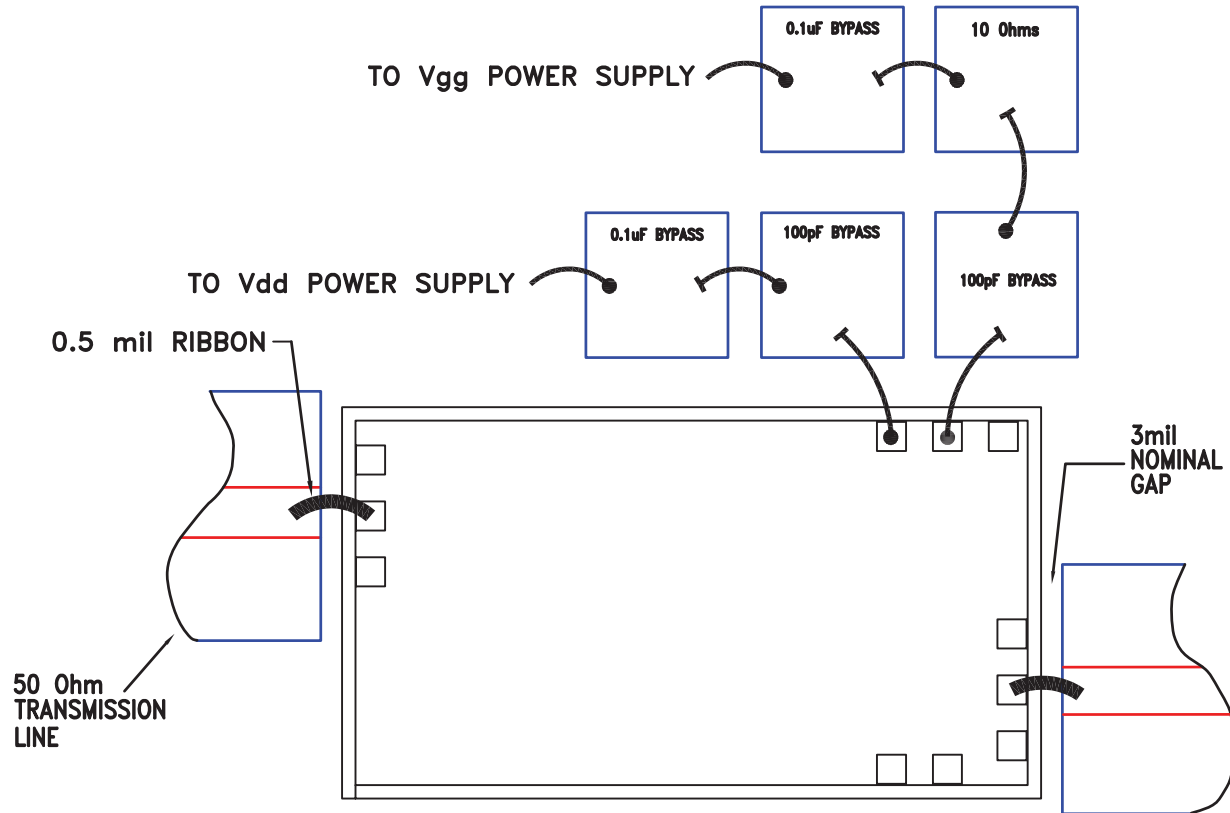 0.1uF BYPASS
10 Ohms
TO Vgg POWER SUPPLY
0.1uF BYPASS
100pF BYPASS
100pF BYPASS
TO Vdd POWER SUPPLY
0.5 mil RIBBON
3mil
NOMINAL
GAP
50 Ohm
TRANSMISSION
LINE